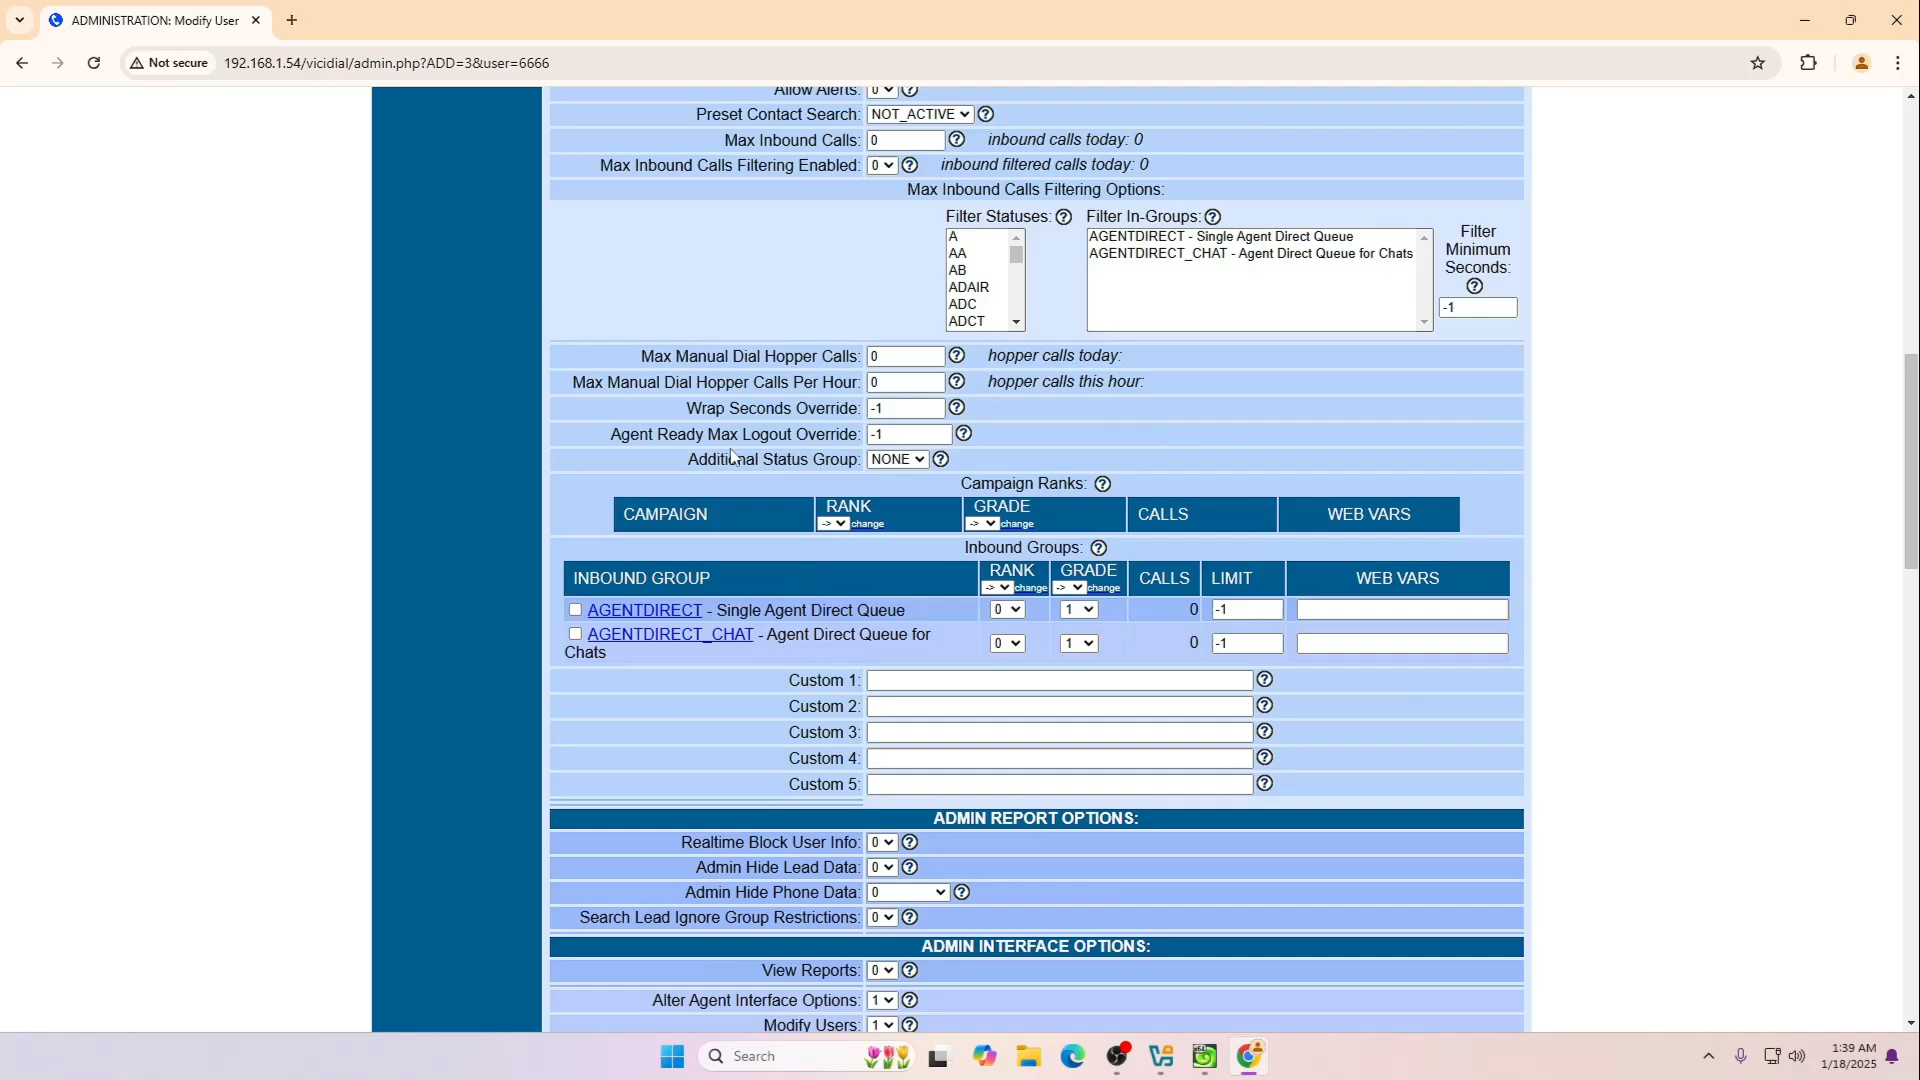 ADMINISTRATION: Modify User
Not secure
192.168.1.54/vicidial/admin.php?ADD=3&user=6666
Allow Alerts: 0
Preset Contact Search: NOT_ACTIVE
Max Inbound Calls: 0 inbound calls today: 0
Max Inbound Calls Filtering Enabled: 0 inbound filtered calls today: 0
Max Inbound Calls Filtering Options:
Filter Statuses: Filter In-Groups: Filter Minimum Seconds:
A
AA
AB
ADAIR
ADC
ADCT
AGENTDIRECT - Single Agent Direct Queue
AGENTDIRECT_CHAT - Agent Direct Queue for Chats
-1
Max Manual Dial Hopper Calls: 0 hopper calls today:
Max Manual Dial Hopper Calls Per Hour: 0 hopper calls this hour:
Wrap Seconds Override: -1
Agent Ready Max Logout Override: -1
Additional Status Group: NONE
Campaign Ranks:
CAMPAIGN RANK -> change GRADE -> change CALLS WEB VARS
Inbound Groups:
INBOUND GROUP RANK -> change GRADE -> change CALLS LIMIT WEB VARS
AGENTDIRECT - Single Agent Direct Queue 0 1 0 -1
AGENTDIRECT_CHAT - Agent Direct Queue for
Chats 0 1 0 -1
Custom 1:
Custom 2:
Custom 3:
Custom 4:
Custom 5:
ADMIN REPORT OPTIONS:
Realtime Block User Info: 0
Admin Hide Lead Data: 0
Admin Hide Phone Data: 0
Search Lead Ignore Group Restrictions: 0
ADMIN INTERFACE OPTIONS:
View Reports: 0
Alter Agent Interface Options: 1
Modify Users: 1
Search
1:39 AM
1/18/2025